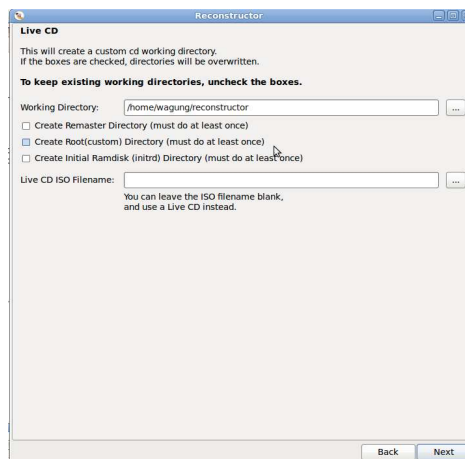 Reconstructor
Live CD
This will create a custom cd working directory.
If the boxes are checked, directories will be overwritten.
To keep existing working directories, uncheck the boxes.
Working Directory: /home/wagung/reconstructor ...
Create Remaster Directory (must do at least once)
Create Root(custom) Directory (must do at least once)
Create Initial Ramdisk (initrd) Directory (must do at least once)
Live CD ISO Filename: ...
You can leave the ISO filename blank,
and use a Live CD instead.
Back Next